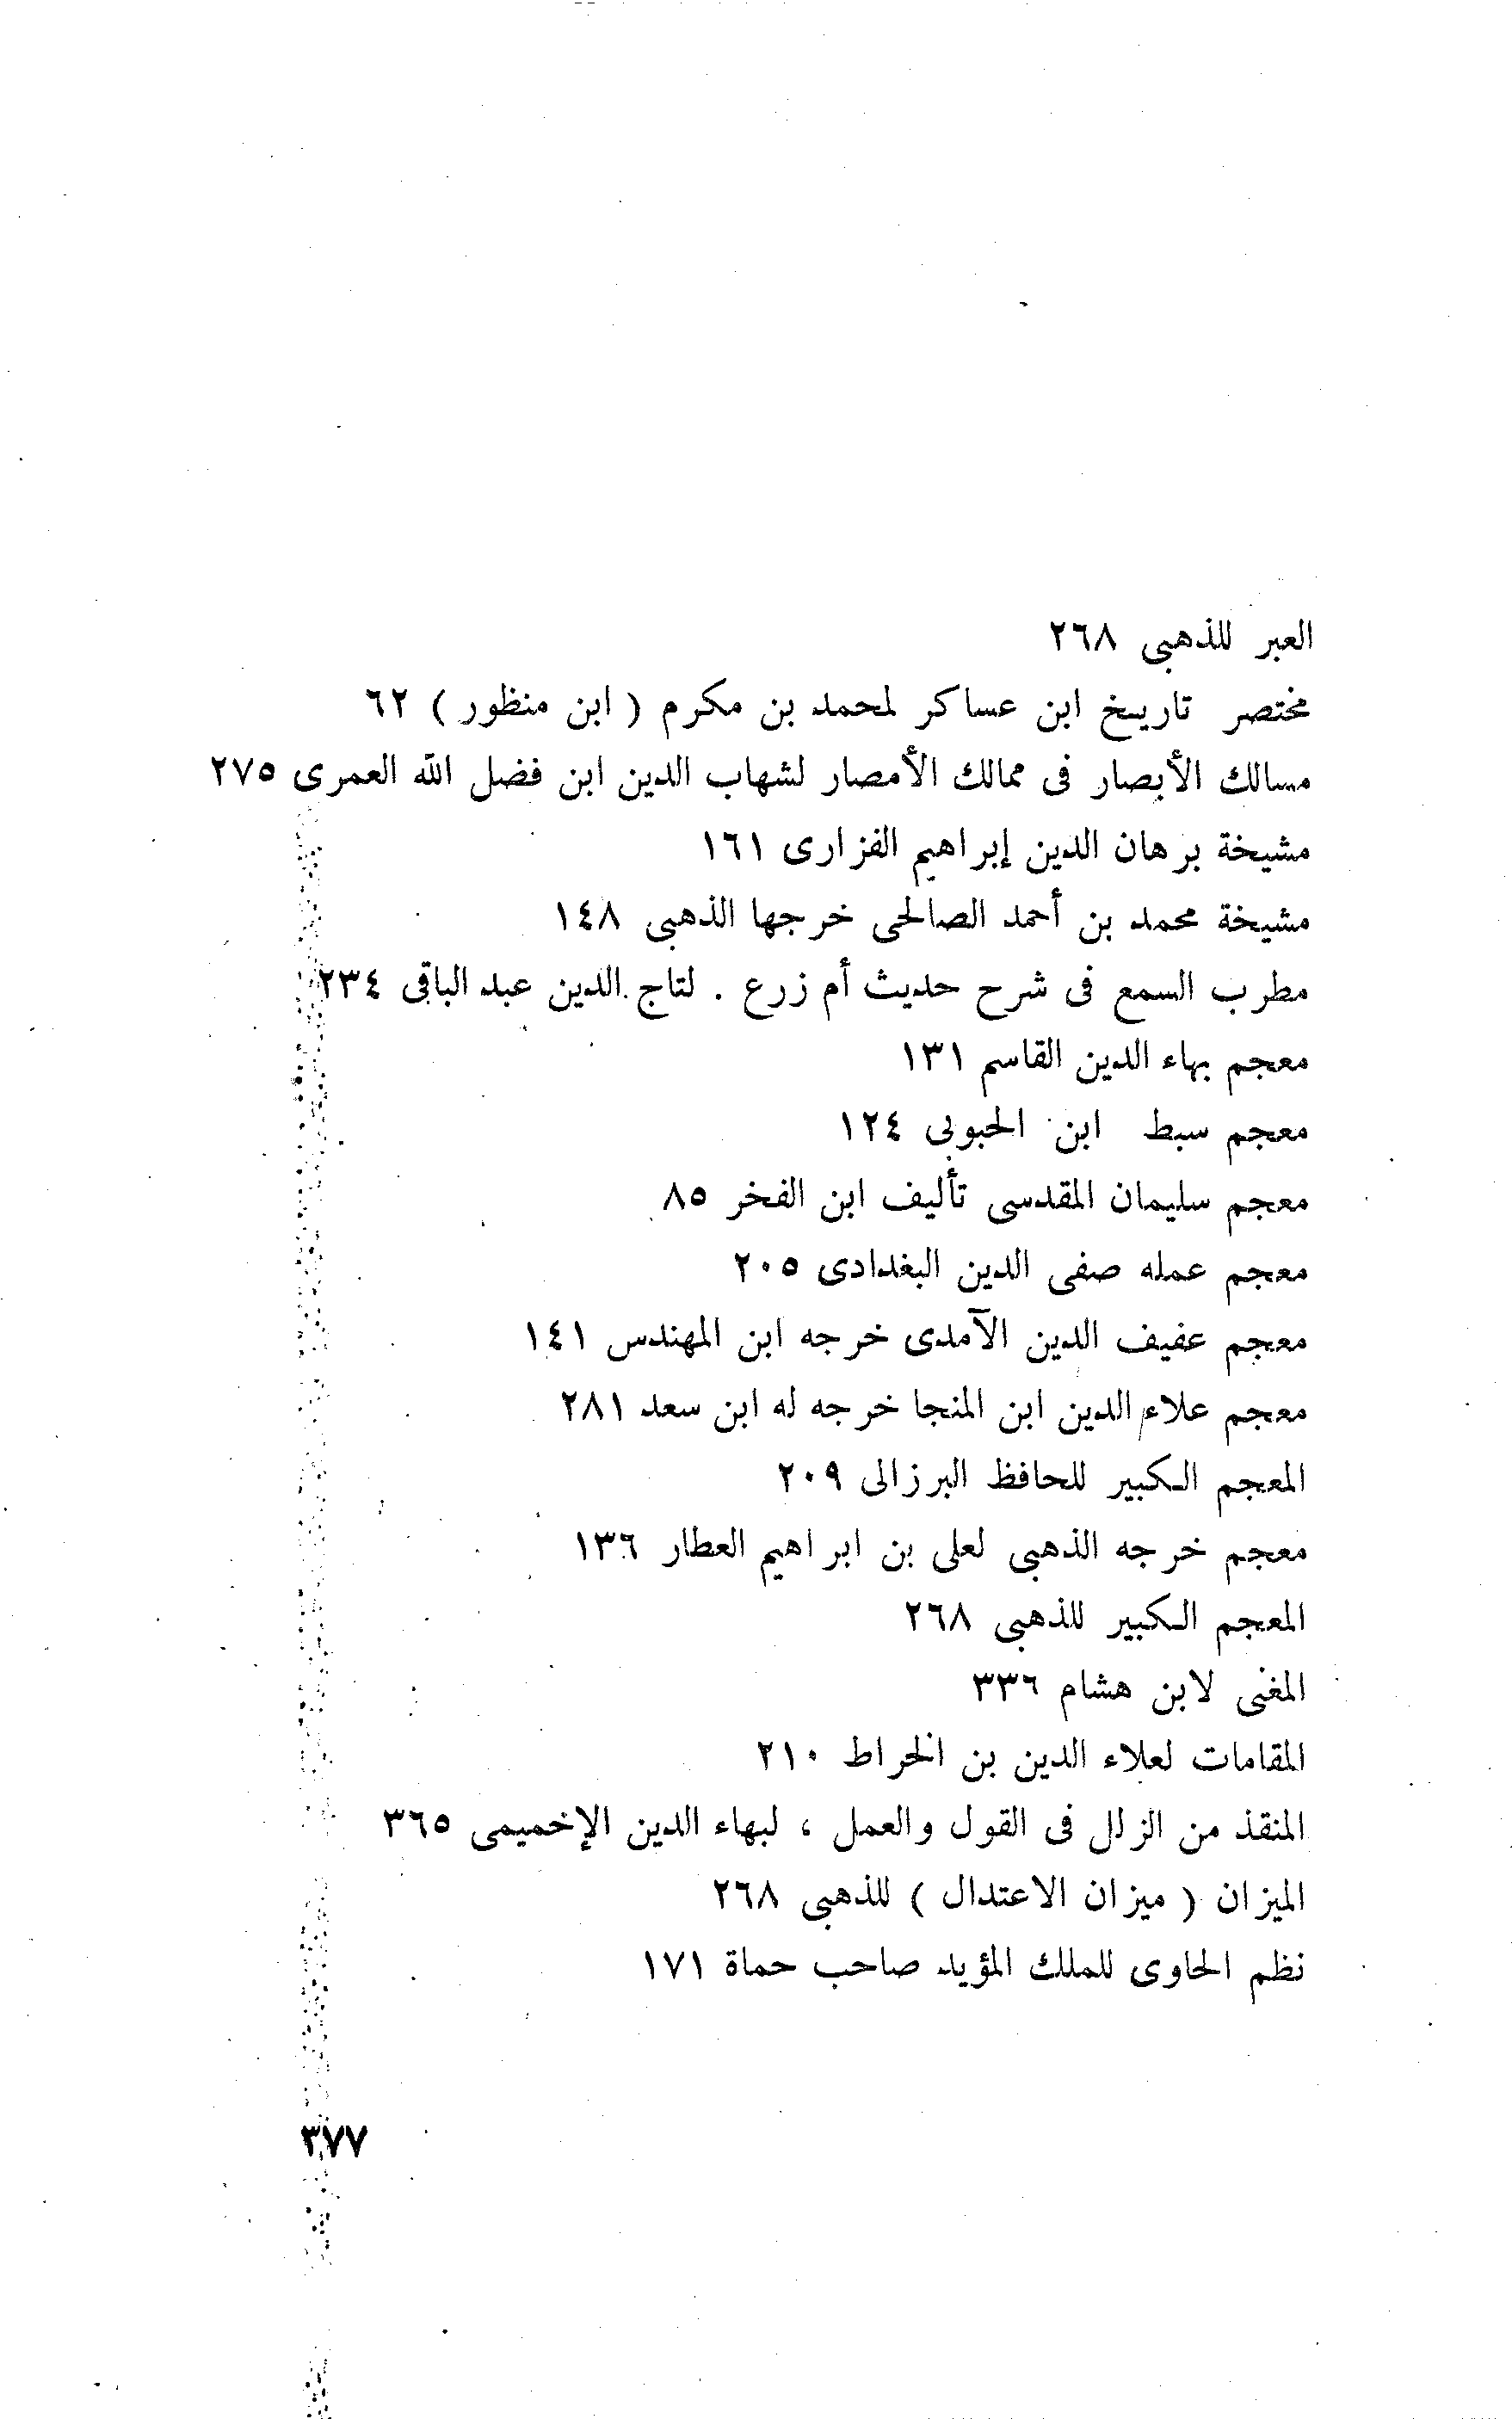 العبر للذهبى ٢٦٨
مختصر تاريخ ابن عساكر لمحمد بن مكرم ( ابن منظور ) ٦٢
مسالك الأبصار فى ممالك الأمصار لشهاب الدين ابن فضل الله العمرى ٢٧٥
مشيخة برهان الدين إبراهيم الفزارى ١٦١
مشيخة محمد بن أحمد الصالحى خرجها الذهبى ١٤٨
مطرب السمع فى شرح حديث أم زرع . لتاج الدين عبد الباقى ٢٣٤
معجم بهاء الدين القاسم ١٣١
معجم سبط ابن الحبوبى ١٢٤
معجم سليمان المقدسى تأليف ابن الفخر ٨٥
معجم عمله صفى الدين البغدادى ٢٠٥
معجم عفيف الدين الآمدى خرجه ابن المهندس ١٤١
معجم علاء الدين ابن المنجا خرجه له ابن سعد ٢٨١
المعجم الكبير للحافظ البرزالى ٢٠٩
معجم خرجه الذهبى لعلى بن ابراهيم العطار ١٣٦
المعجم الكبير للذهبى ٢٦٨
المغنى لابن هشام ٣٣٦
المقامات لعلاء الدين بن الخراط ٢١٠
المنقذ من الزلل فى القول والعمل ، لبهاء الدين الإخميمى ٣٦٥
الميزان ( ميزان الاعتدال ) للذهبى ٢٦٨
نظم الحاوى للملك المؤيد صاحب حماة ١٧١
٣٧٧